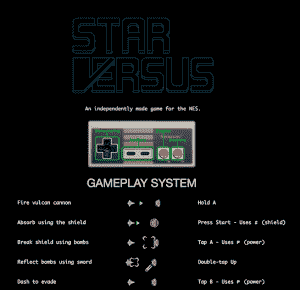 STAR
VERSUS
An independently made game for the NES.
GAMEPLAY SYSTEM
Fire vulcan cannon Hold A
Absorb using the shield Press Start - Uses s (shield)
Break shield using bombs Tap A - Uses P (power)
Reflect bombs using sword Double-tap Up
Dash to evade Tap B - Uses P (power)